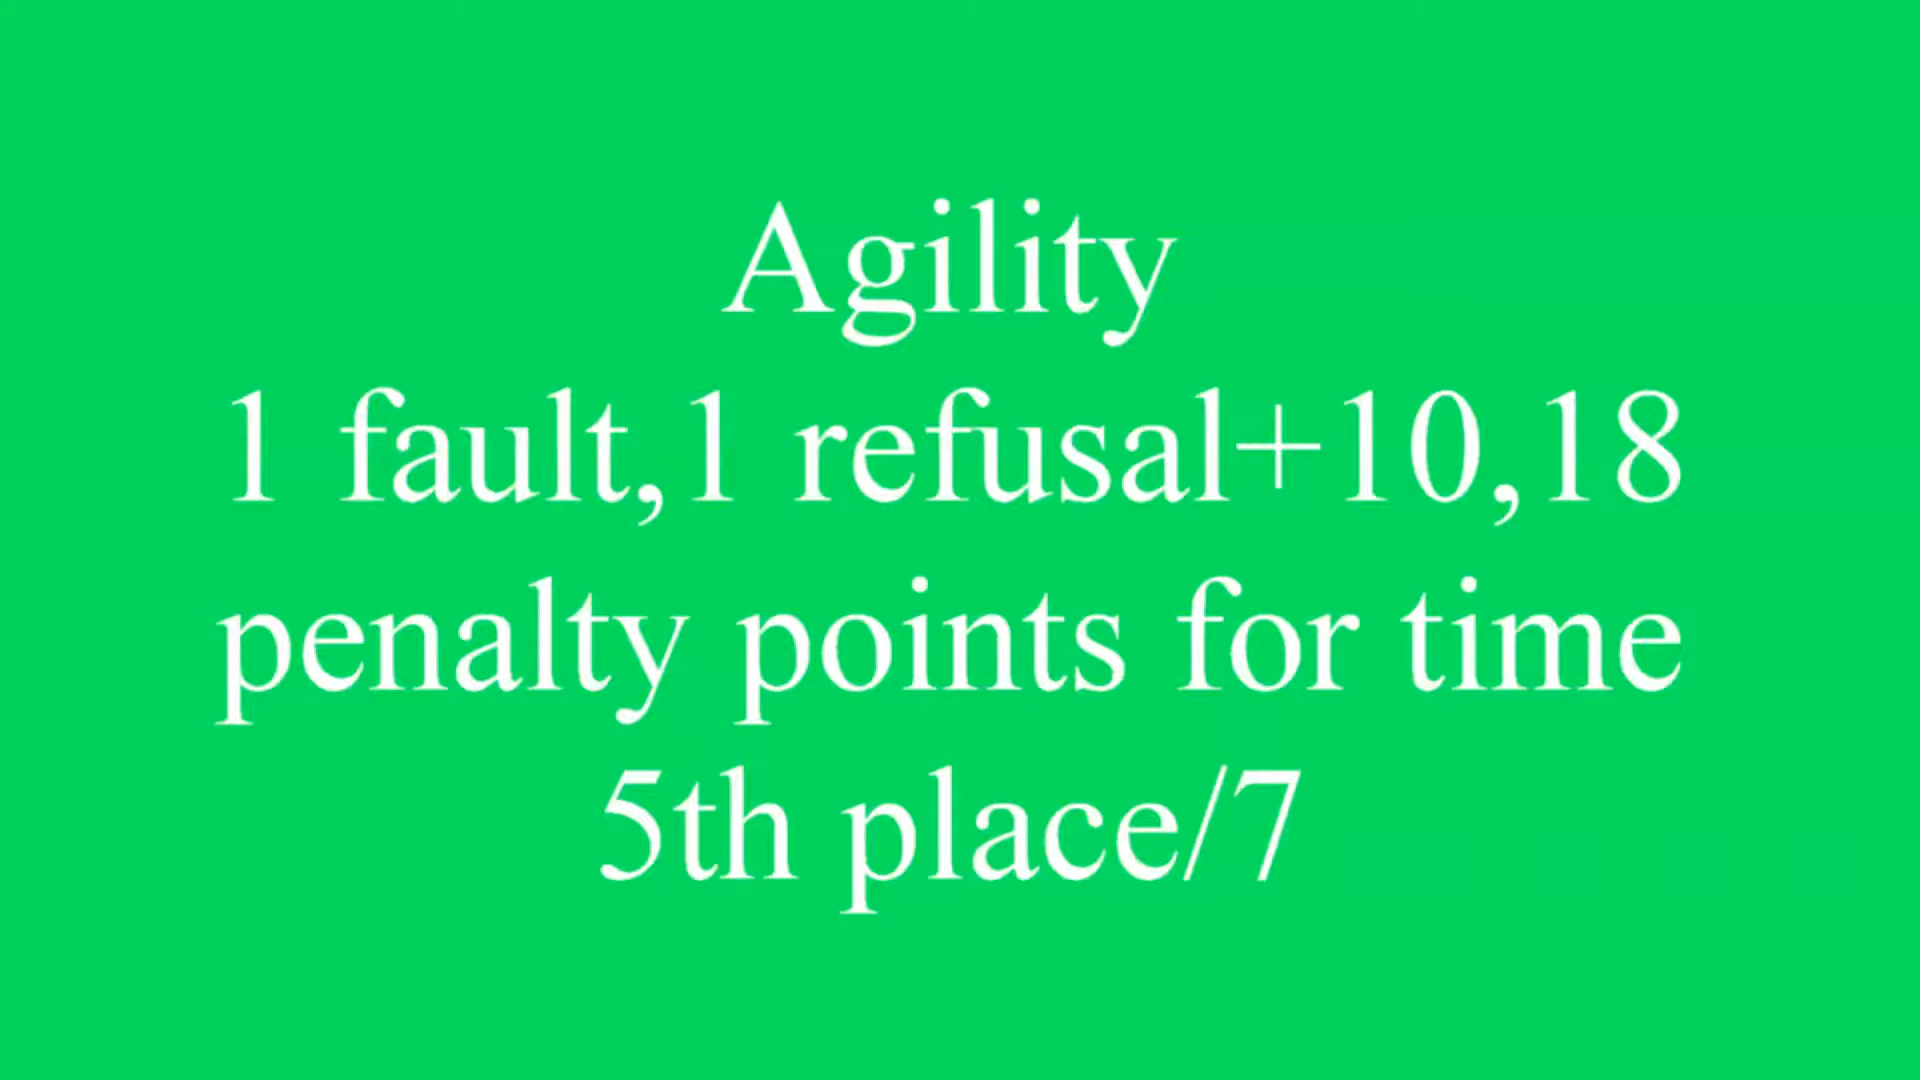 Agility
1 fault,1 refusal+10,18
penalty points for time
5th place/7